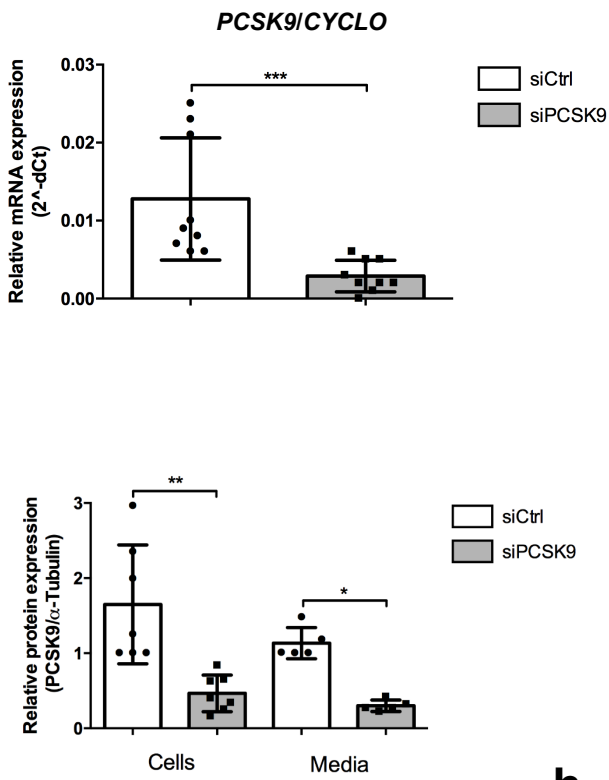 PCSK9/CYCLO
Relative mRNA expression
(2^-dCt)
0.03
0.02
0.01
0.00
***
siCtrl
siPCSK9
Relative protein expression
(PCSK9/α-Tubulin)
3
2
1
0
**
*
siCtrl
siPCSK9
Cells
Media